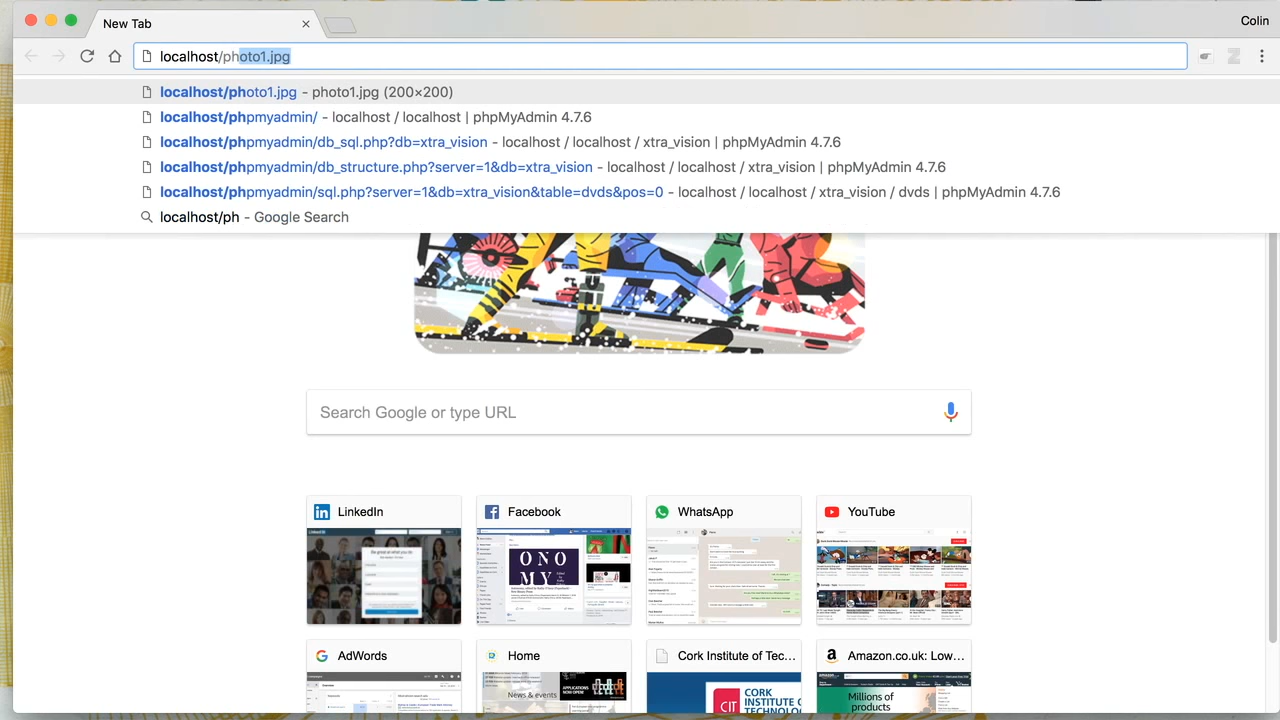 New Tab
Colin
localhost/photo1.jpg
localhost/photo1.jpg - photo1.jpg (200×200)
localhost/phpmyadmin/ - localhost / localhost | phpMyAdmin 4.7.6
localhost/phpmyadmin/db_sql.php?db=xtra_vision - localhost / localhost / xtra_vision | phpMyAdmin 4.7.6
localhost/phpmyadmin/db_structure.php?server=1&db=xtra_vision - localhost / localhost / xtra_vision | phpMyAdmin 4.7.6
localhost/phpmyadmin/sql.php?server=1&db=xtra_vision&table=dvds&pos=0 - localhost / localhost / xtra_vision / dvds | phpMyAdmin 4.7.6
localhost/ph - Google Search
Search Google or type URL
LinkedIn
Facebook
WhatsApp
YouTube
ONO
MY
AdWords
Home
Cork Institute of Tec...
Amazon.co.uk: Low...
News & events
CIT
CORK
INSTITUTE
TECHNOLO
Millions of
products